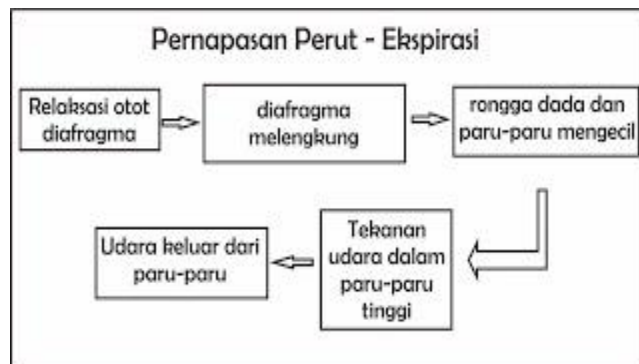 Pernapasan Perut - Ekspirasi
Relaksasi otot
diafragma
diafragma
melengkung
rongga dada dan
paru-paru mengecil
Tekanan
udara dalam
paru-paru
tinggi
Udara keluar dari
paru-paru